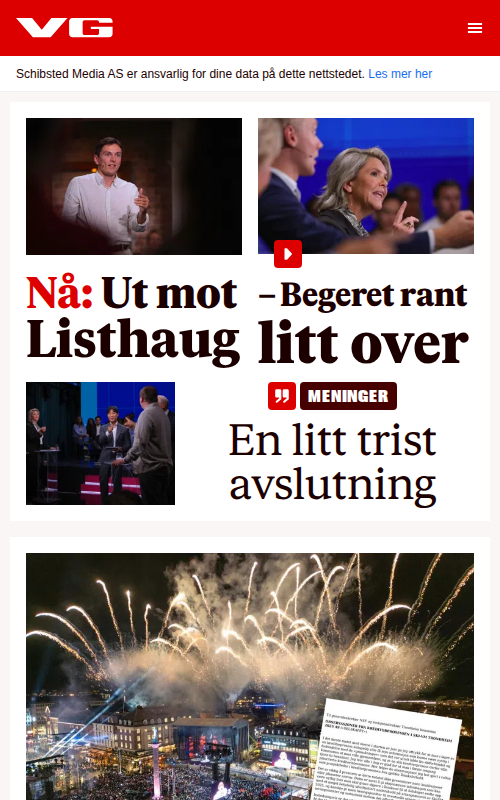 VG
Schibsted Media AS er ansvarlig for dine data på dette nettstedet. Les mer her
Nå: Ut mot
Listhaug
– Begeret rant
litt over
MENINGER
En litt trist
avslutning